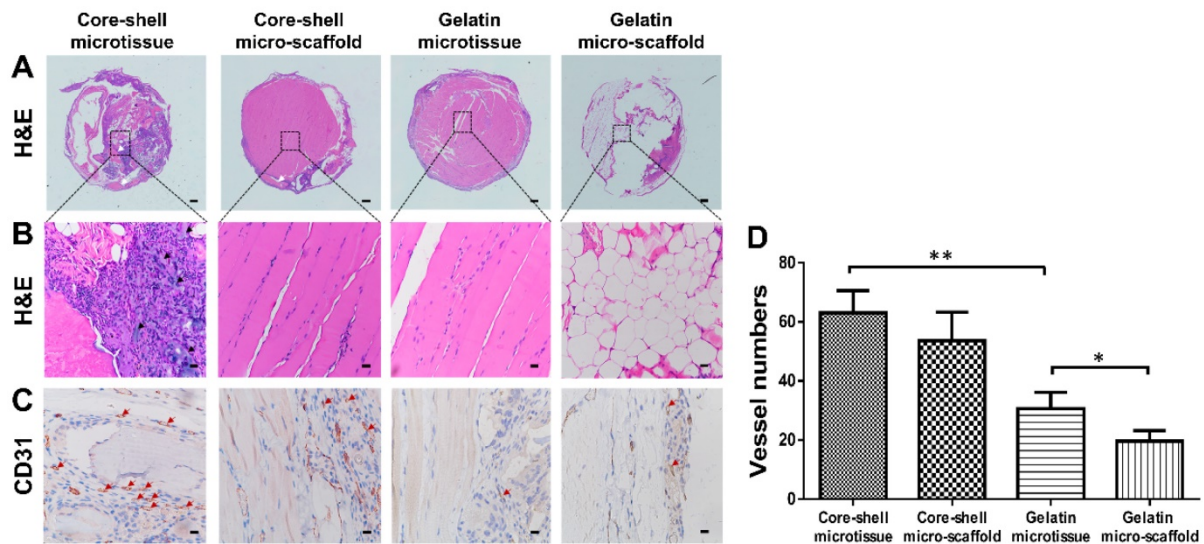 Core-shell
microtissue
Core-shell
micro-scaffold
Gelatin
microtissue
Gelatin
micro-scaffold
A
H&E
B
H&E
C
CD31
D
Vessel numbers
80
60
40
20
0
**
*
Core-shell
microtissue
Core-shell
micro-scaffold
Gelatin
microtissue
Gelatin
micro-scaffold